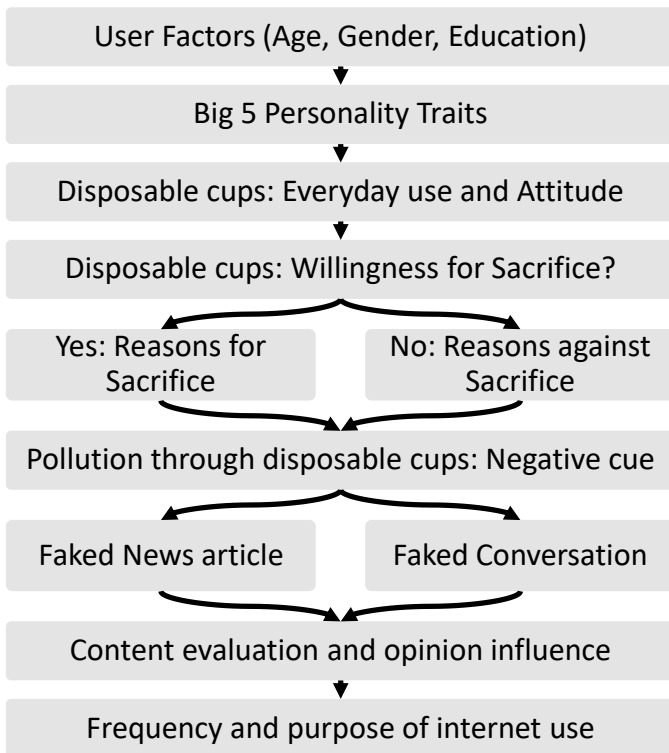 User Factors (Age, Gender, Education)
Big 5 Personality Traits
Disposable cups: Everyday use and Attitude
Disposable cups: Willingness for Sacrifice?
Yes: Reasons for
Sacrifice
No: Reasons against
Sacrifice
Pollution through disposable cups: Negative cue
Faked News article
Faked Conversation
Content evaluation and opinion influence
Frequency and purpose of internet use